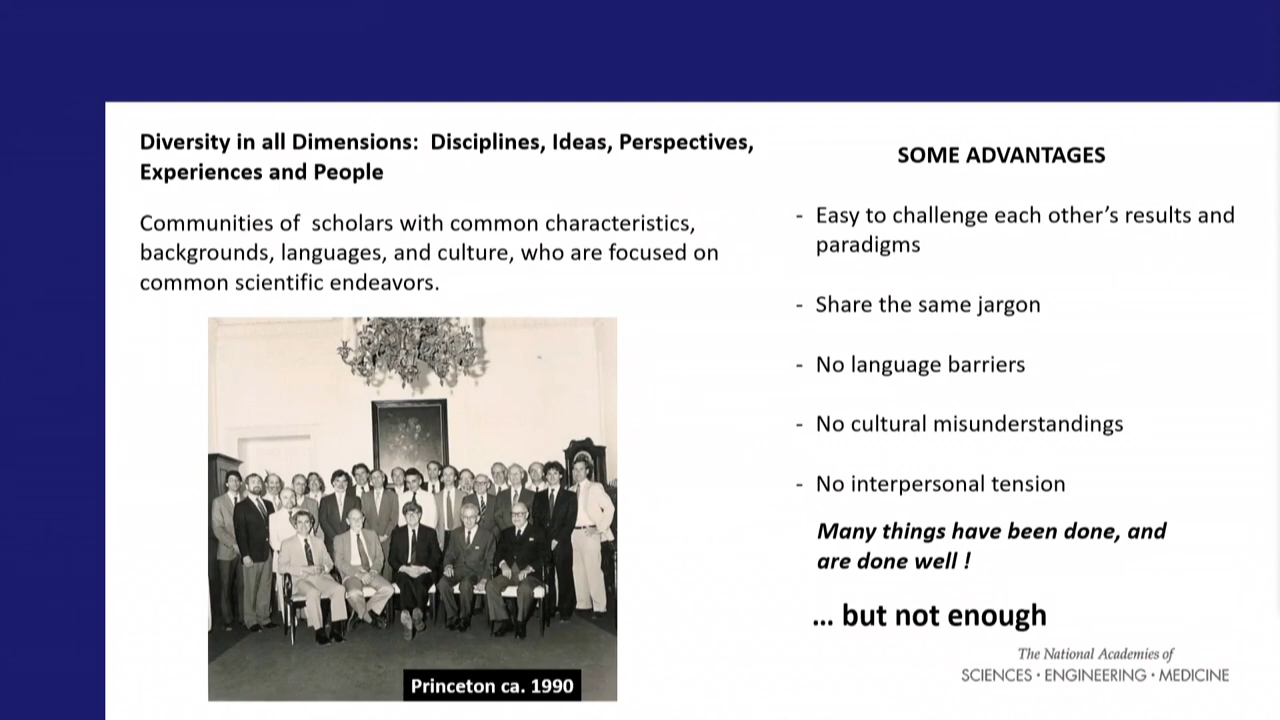 Diversity in all Dimensions:  Disciplines, Ideas, Perspectives,
Experiences and People
Communities of  scholars with common characteristics,
backgrounds, languages, and culture, who are focused on
common scientific endeavors.
Princeton ca. 1990
SOME ADVANTAGES
- Easy to challenge each other’s results and
paradigms
- Share the same jargon
- No language barriers
- No cultural misunderstandings
- No interpersonal tension
Many things have been done, and
are done well !
... but not enough
The National Academies of
SCIENCES · ENGINEERING · MEDICINE